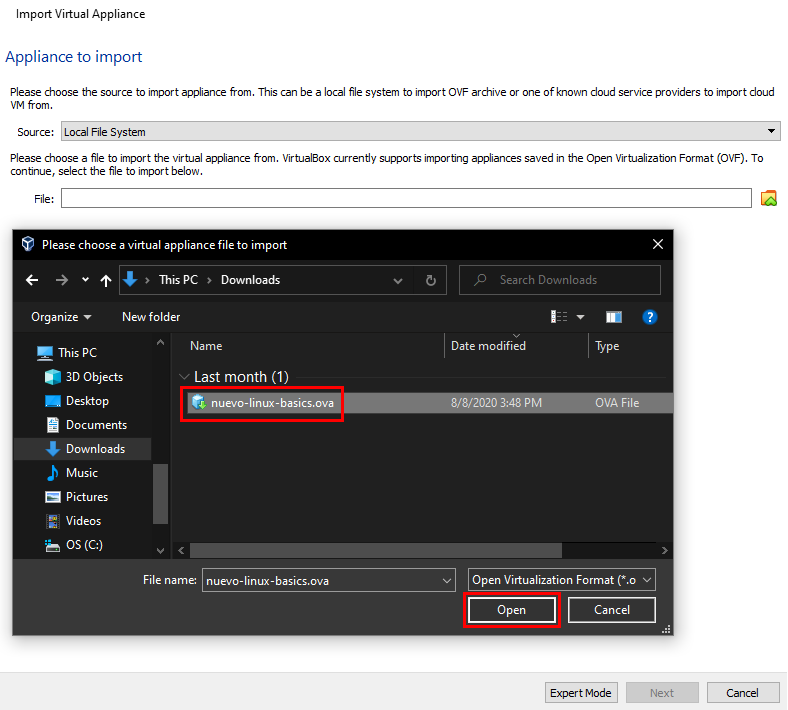 Import Virtual Appliance
Appliance to import
Please choose the source to import appliance from. This can be a local file system to import OVF archive or one of known cloud service providers to import cloud
VM from.
Source: Local File System
Please choose a file to import the virtual appliance from. VirtualBox currently supports importing appliances saved in the Open Virtualization Format (OVF). To
continue, select the file to import below.
File:
Please choose a virtual appliance file to import
This PC > Downloads
Search Downloads
Organize New folder
?
Name Date modified Type
This PC
Last month (1)
3D Objects
Desktop
nuevo-linux-basics.ova 8/8/2020 3:48 PM OVA File
Documents
Downloads
Music
Pictures
Videos
OS (C:)
File name: nuevo-linux-basics.ova Open Virtualization Format (*.o
Open Cancel
Expert Mode Next Cancel